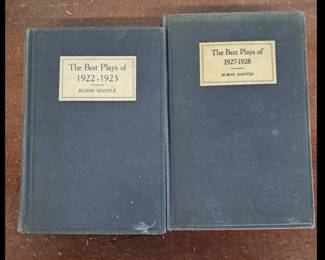 The Best Plays of
1922-1923
BURNS MANTLE
The Best Plays of
1927-1928
BURNS MANTLE